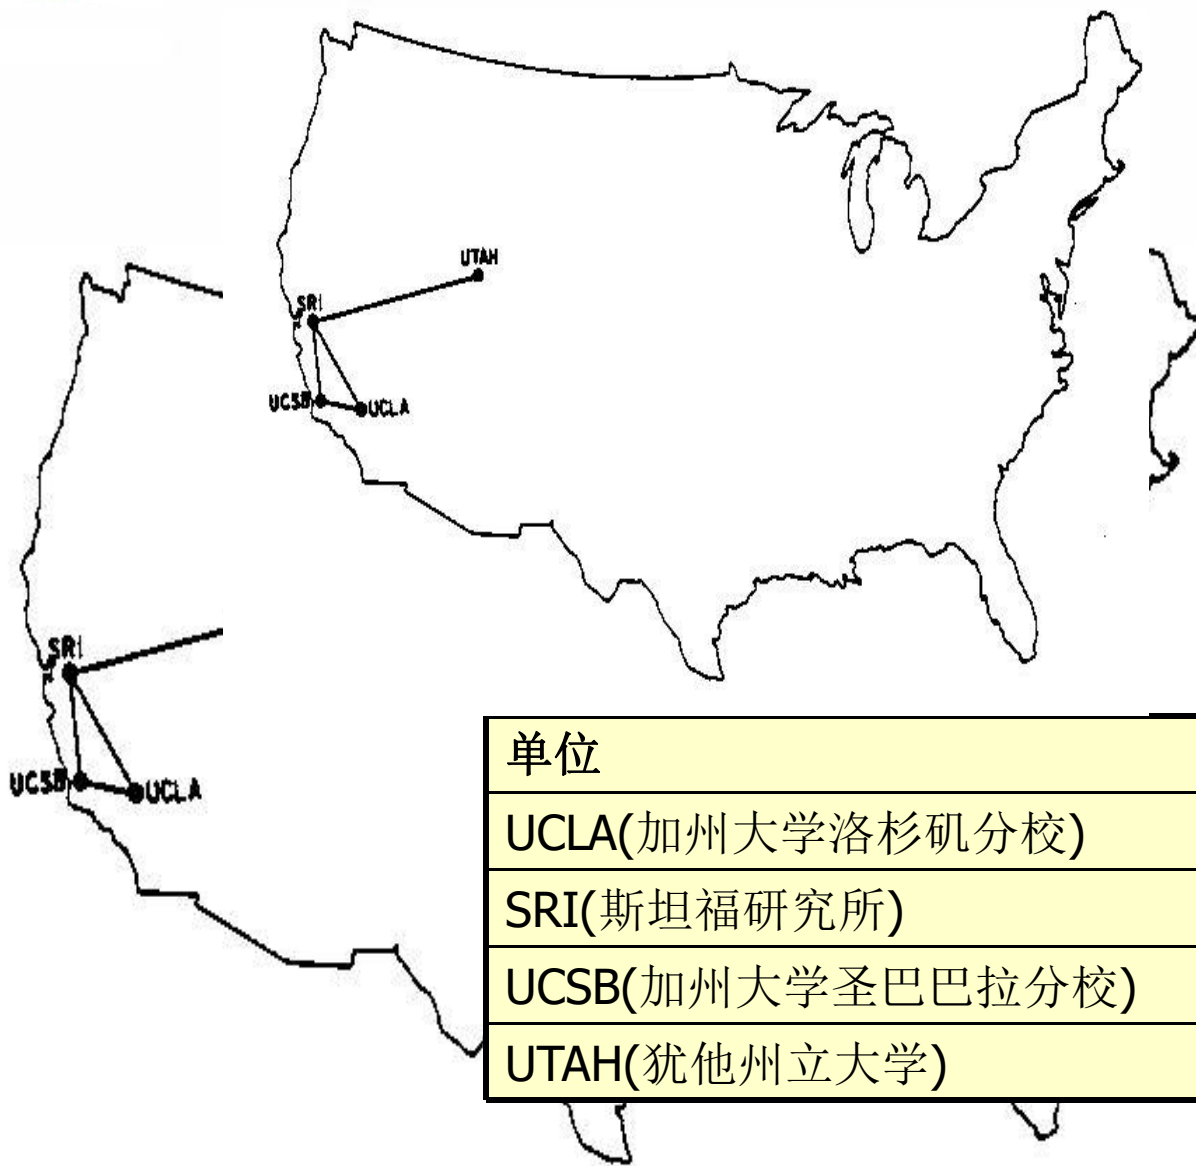 UTAH
SRI
UCSB
UCLA
SRI
UCSB
UCLA
单位
UCLA(加州大学洛杉矶分校)
SRI(斯坦福研究所)
UCSB(加州大学圣巴巴拉分校)
UTAH(犹他州立大学)